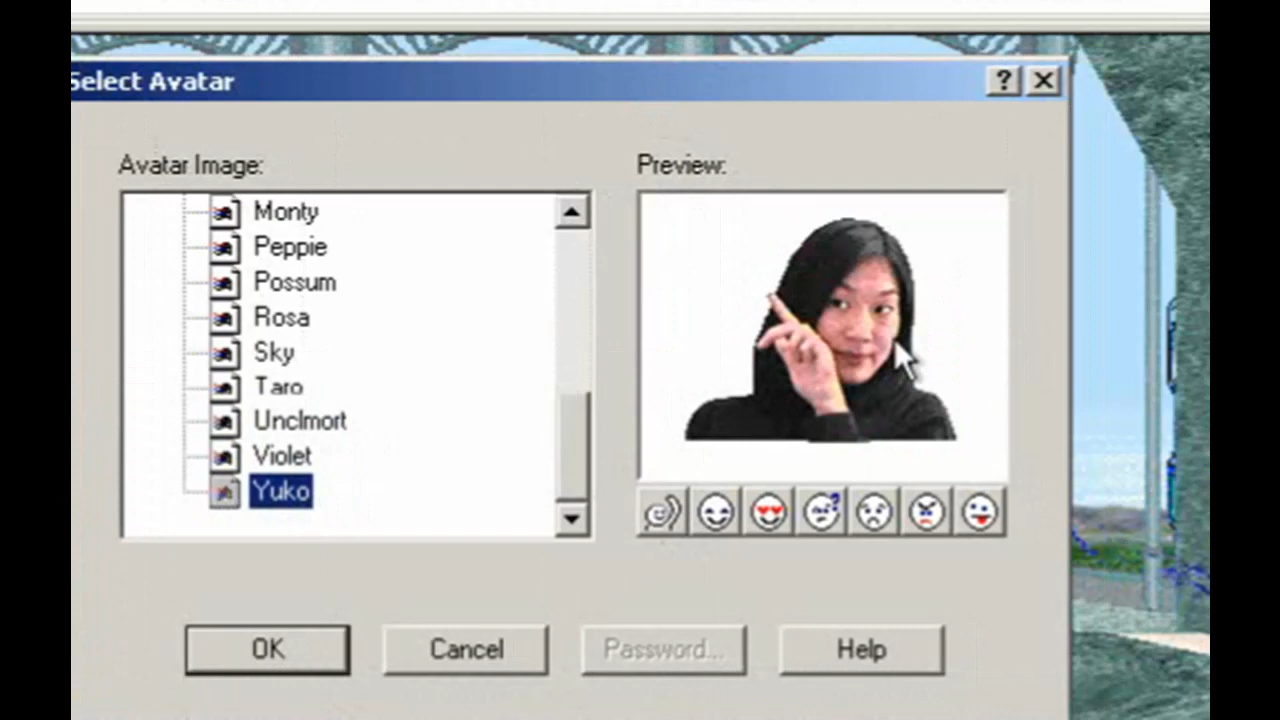 Select Avatar
Avatar Image:
Preview:
Monty
Peppie
Possum
Rosa
Sky
Taro
Unclmort
Violet
Yuko
OK
Cancel
Password...
Help